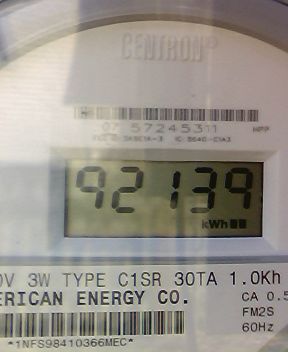 CENTRON®
07 57245311
92139
kWh
0V 3W TYPE C1SR 30TA 1.0Kh
ERICAN ENERGY CO. CA 0.5
FM2S
60Hz
*1NFS98410366MEC*